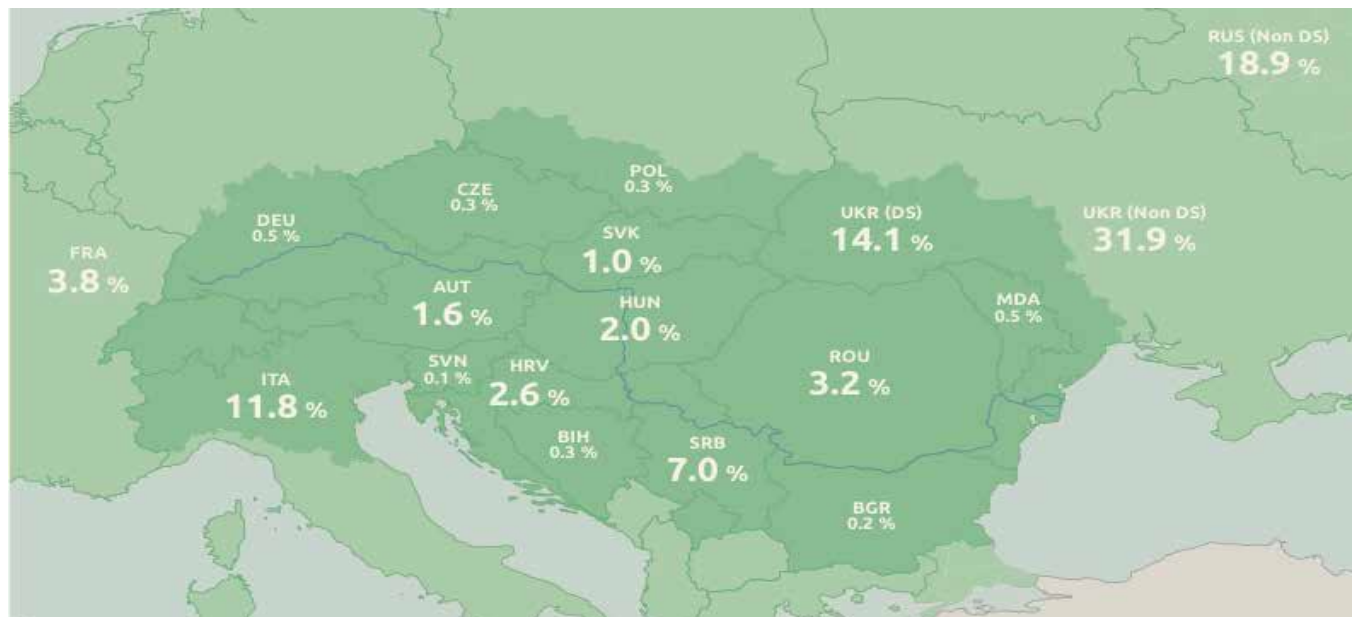 RUS (Non DS)
18.9 %
POL
0.3 %
CZE
0.3 %
DEU
0.5 %
UKR (DS)
14.1 %
UKR (Non DS)
31.9 %
SVK
1.0 %
FRA
3.8 %
AUT
1.6 %
HUN
2.0 %
MDA
0.5 %
SVN
0.1 %
HRV
2.6 %
ROU
3.2 %
ITA
11.8 %
BIH
0.3 %
SRB
7.0 %
BGR
0.2 %